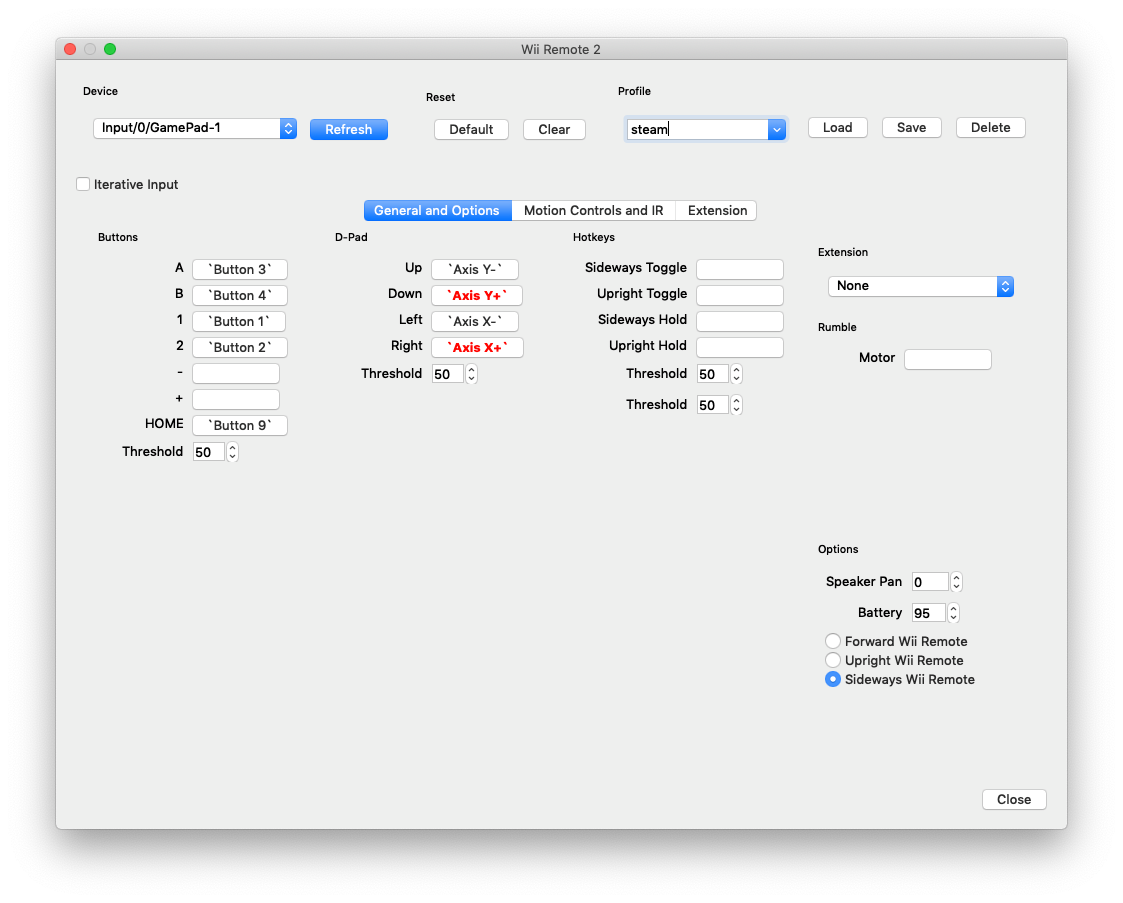 Wii Remote 2
Device
Reset
Profile
Input/0/GamePad-1
Refresh
Default
Clear
steam
Load
Save
Delete
Iterative Input
General and Options
Motion Controls and IR
Extension
Buttons
A `Button 3`
B `Button 4`
1 `Button 1`
2 `Button 2`
-
+
HOME `Button 9`
Threshold 50
D-Pad
Up `Axis Y-`
Down `Axis Y+`
Left `Axis X-`
Right `Axis X+`
Threshold 50
Hotkeys
Sideways Toggle
Upright Toggle
Sideways Hold
Upright Hold
Threshold 50
Threshold 50
Extension
None
Rumble
Motor
Options
Speaker Pan 0
Battery 95
Forward Wii Remote
Upright Wii Remote
Sideways Wii Remote
Close